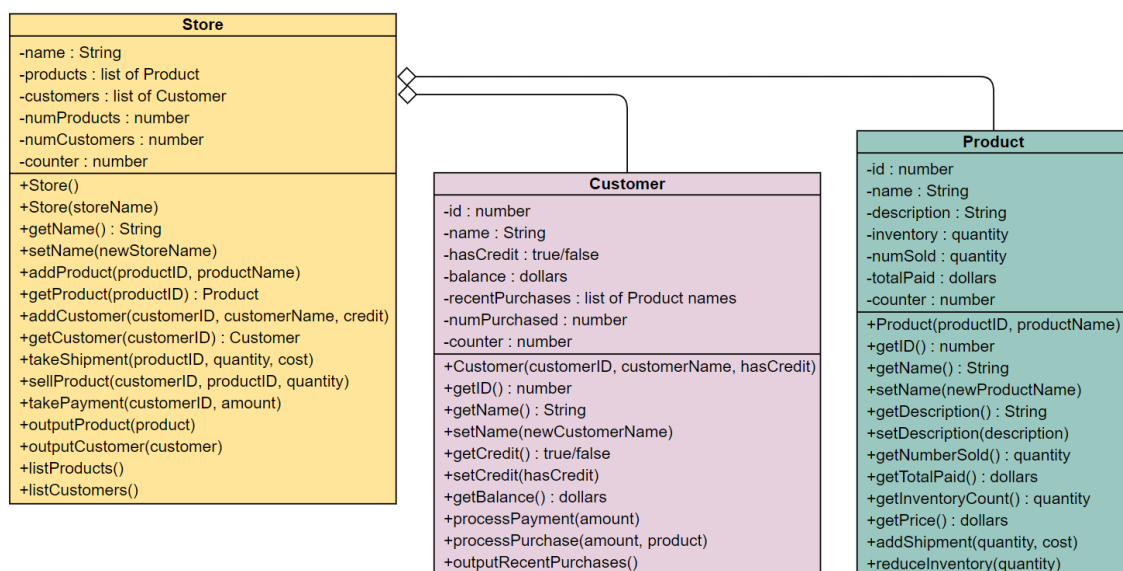 Store
-name : String
-products : list of Product
-customers : list of Customer
-numProducts : number
-numCustomers : number
-counter : number
+Store()
+Store(storeName)
+getName() : String
+setName(newStoreName)
+addProduct(productID, productName)
+getProduct(productID) : Product
+addCustomer(customerID, customerName, credit)
+getCustomer(customerID) : Customer
+takeShipment(productID, quantity, cost)
+sellProduct(customerID, productID, quantity)
+takePayment(customerID, amount)
+outputProduct(product)
+outputCustomer(customer)
+listProducts()
+listCustomers()
Customer
-id : number
-name : String
-hasCredit : true/false
-balance : dollars
-recentPurchases : list of Product names
-numPurchased : number
-counter : number
+Customer(customerID, customerName, hasCredit)
+getID() : number
+getName() : String
+setName(newCustomerName)
+getCredit() : true/false
+setCredit(hasCredit)
+getBalance() : dollars
+processPayment(amount)
+processPurchase(amount, product)
+outputRecentPurchases()
Product
-id : number
-name : String
-description : String
-inventory : quantity
-numSold : quantity
-totalPaid : dollars
-counter : number
+Product(productID, productName)
+getID() : number
+getName() : String
+setName(newProductName)
+getDescription() : String
+setDescription(description)
+getNumberSold() : quantity
+getTotalPaid() : dollars
+getInventoryCount() : quantity
+getPrice() : dollars
+addShipment(quantity, cost)
+reduceInventory(quantity)